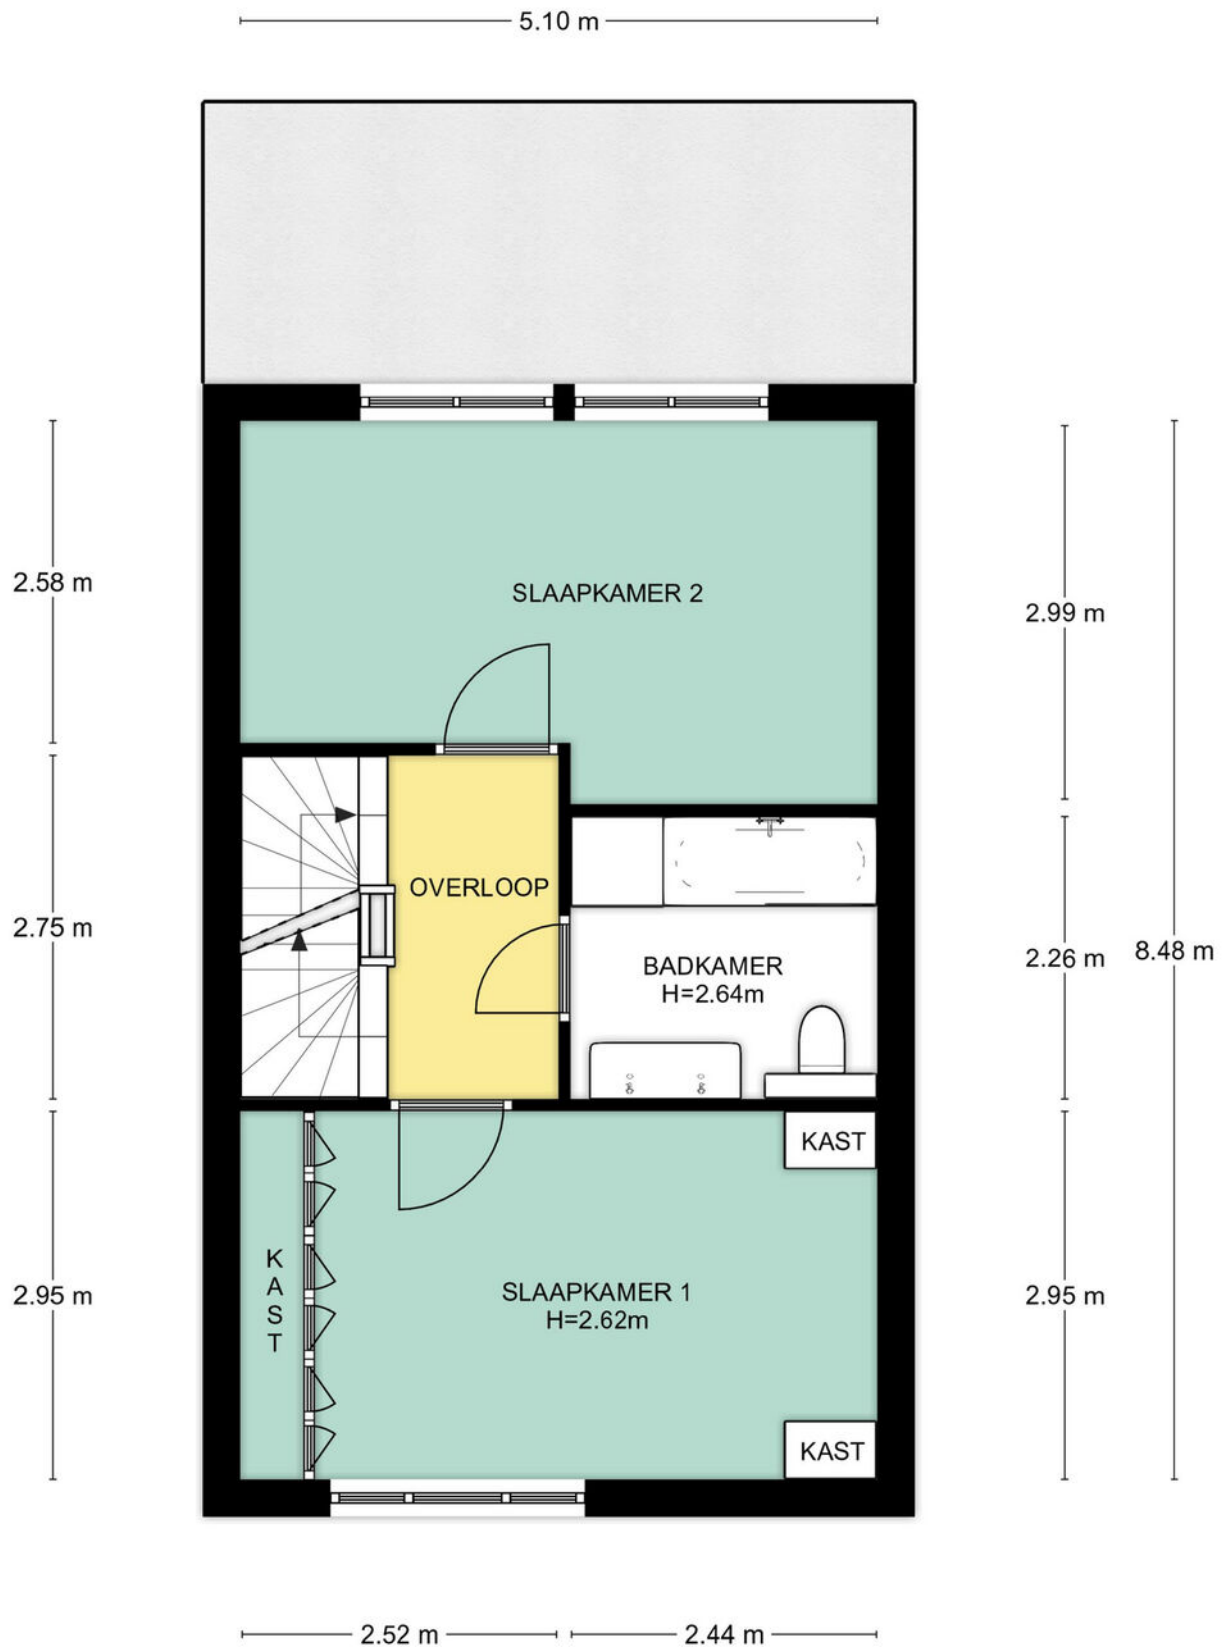 5.10 m
2.58 m
SLAAPKAMER 2
2.99 m
OVERLOOP
2.75 m
BADKAMER
H=2.64m
2.26 m
8.48 m
KAST
KAST
SLAAPKAMER 1
H=2.62m
2.95 m
2.95 m
KAST
2.52 m
2.44 m